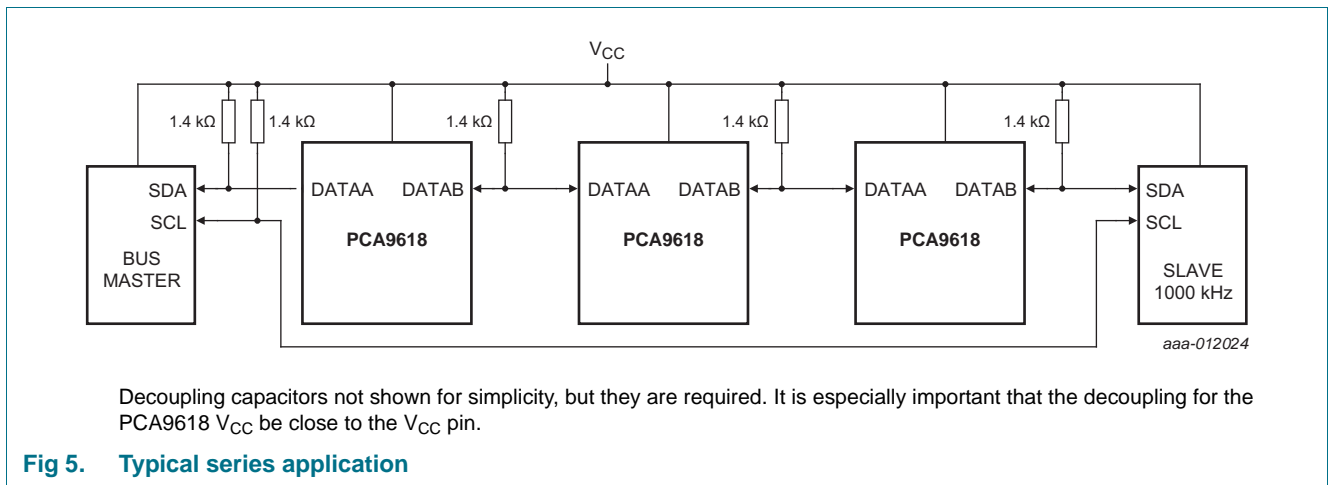 VCC
1.4 kΩ 1.4 kΩ 1.4 kΩ 1.4 kΩ 1.4 kΩ
SDA DATAA DATAB DATAA DATAB DATAA DATAB SDA
SCL SCL
PCA9618 PCA9618 PCA9618
BUS
MASTER
SLAVE
1000 kHz
aaa-012024
Decoupling capacitors not shown for simplicity, but they are required. It is especially important that the decoupling for the
PCA9618 VCC be close to the VCC pin.
Fig 5. Typical series application